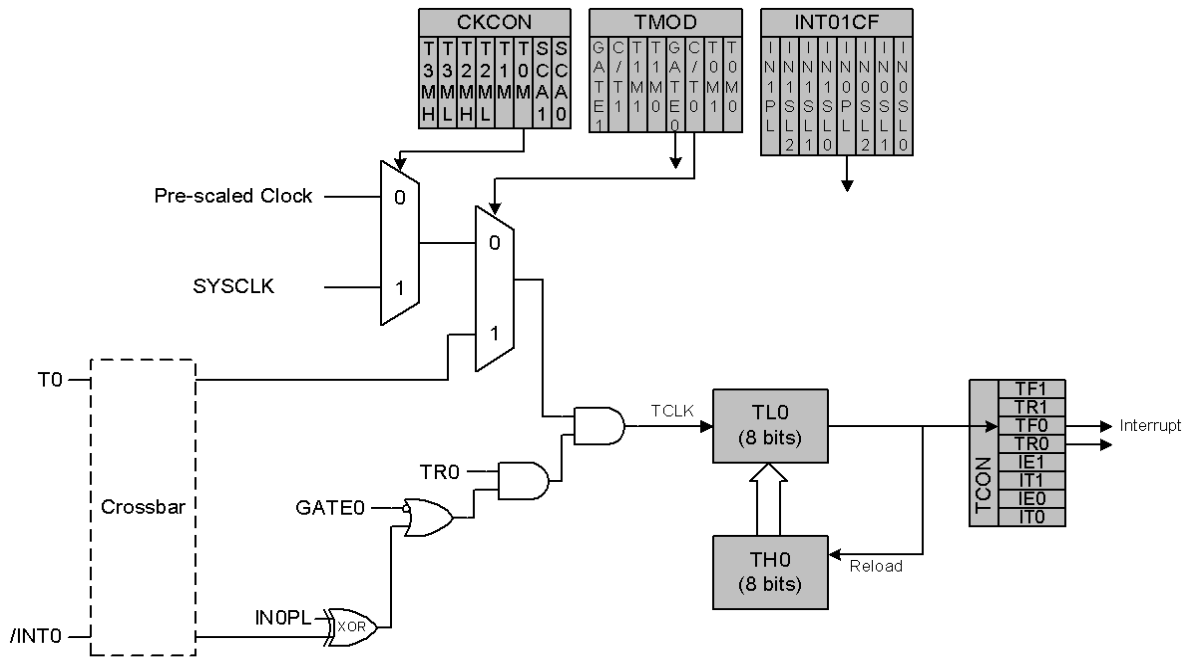 CKCON
T3MH
T3ML
T2MH
T2ML
T1M
T0M
SCA1
SCA0
TMOD
GATE1
C/T1
T1M1
T1M0
GATE0
C/T0
T0M1
T0M0
INT01CF
IN1PL
IN1SL2
IN1SL1
IN1SL0
IN0PL
IN0SL2
IN0SL1
IN0SL0
Pre-scaled Clock
0
SYSCLK
1
0
1
T0
Crossbar
/INT0
TCLK
TR0
GATE0
IN0PL
XOR
TL0
(8 bits)
TH0
(8 bits)
Reload
TCON
TF1
TR1
TF0
TR0
IE1
IT1
IE0
IT0
Interrupt